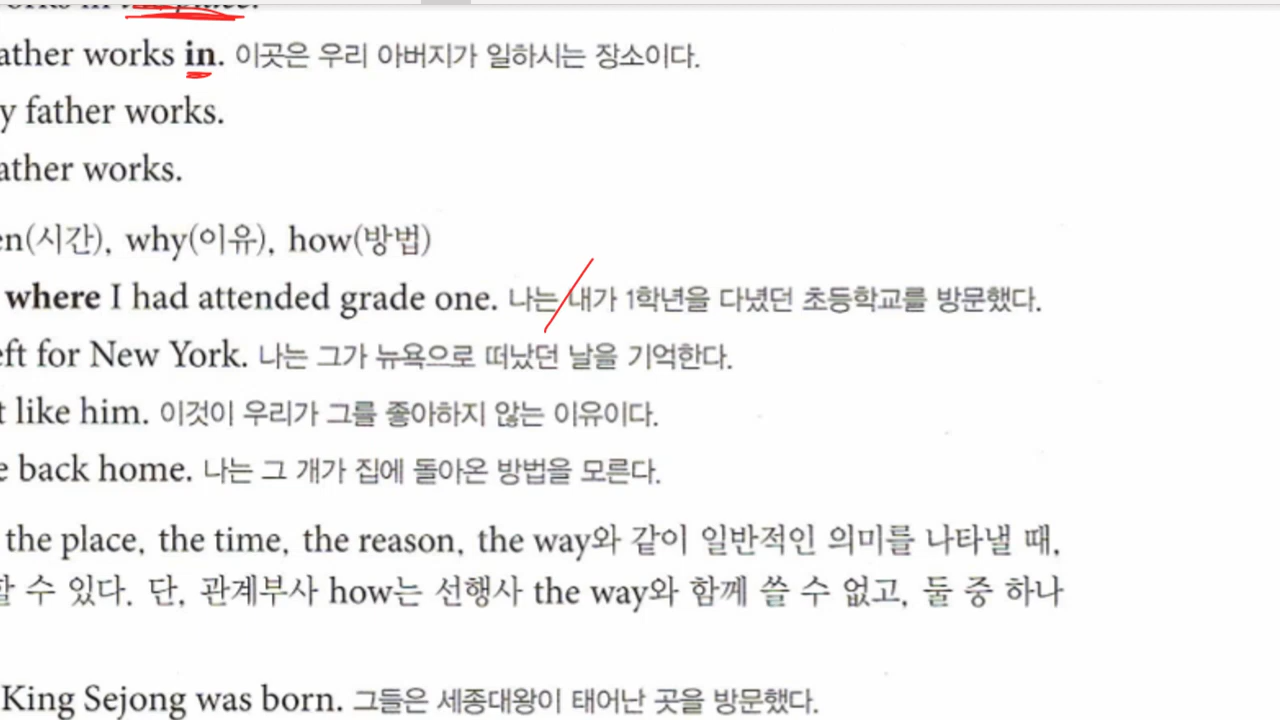 works in the place.
ather works in. 이곳은 우리 아버지가 일하시는 장소이다.
y father works.
ather works.
en(시간), why(이유), how(방법)
where I had attended grade one. 나는 내가 1학년을 다녔던 초등학교를 방문했다.
eft for New York. 나는 그가 뉴욕으로 떠났던 날을 기억한다.
t like him. 이것이 우리가 그를 좋아하지 않는 이유이다.
e back home. 나는 그 개가 집에 돌아온 방법을 모른다.
the place, the time, the reason, the way와 같이 일반적인 의미를 나타낼 때,
할 수 있다. 단, 관계부사 how는 선행사 the way와 함께 쓸 수 없고, 둘 중 하나
King Sejong was born. 그들은 세종대왕이 태어난 곳을 방문했다.